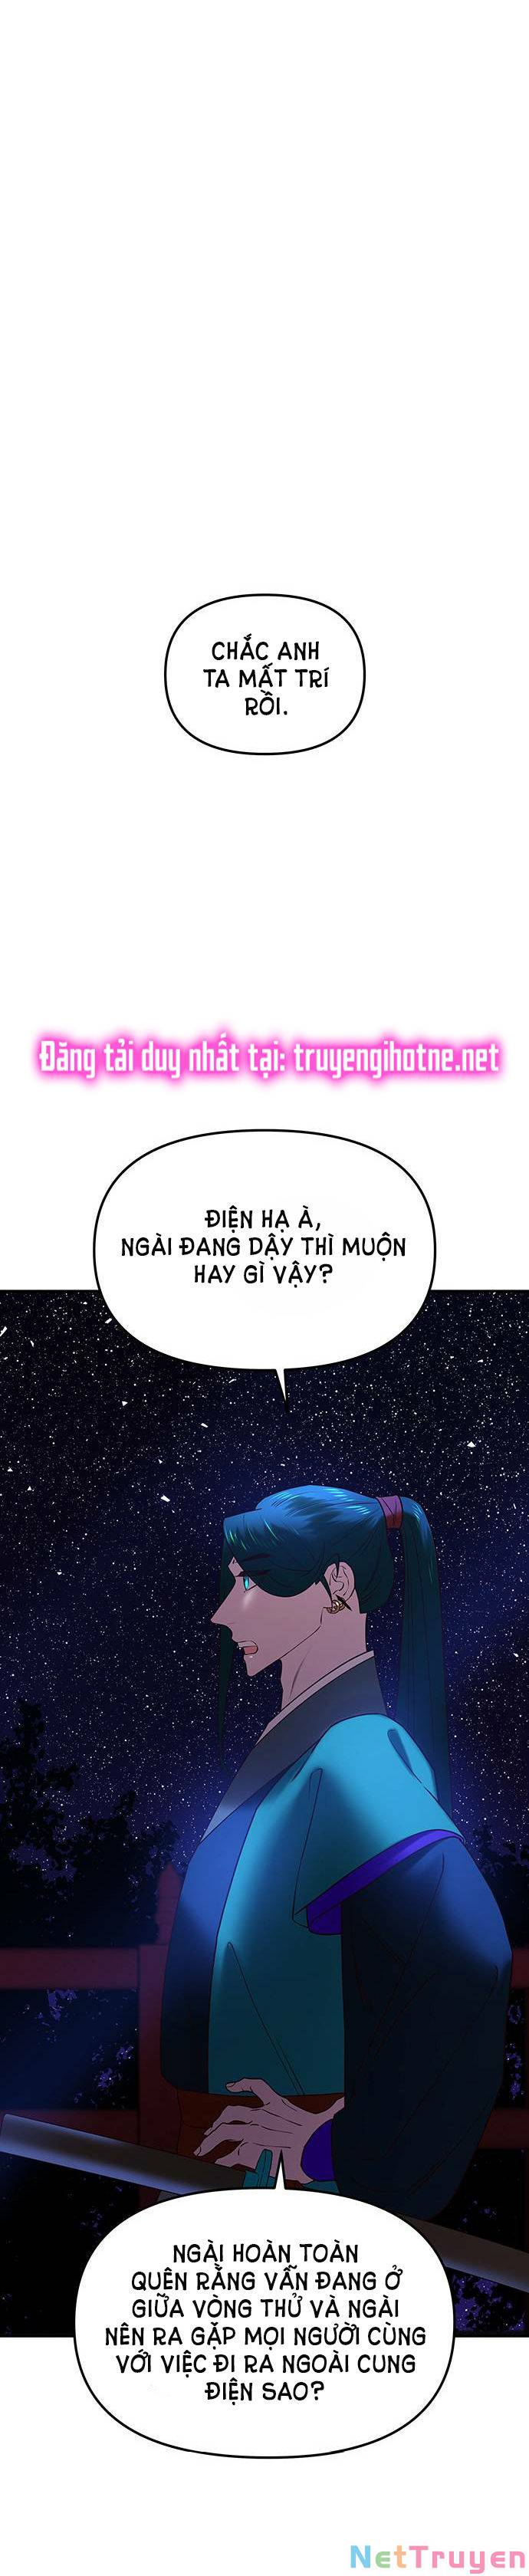 CHẮC ANH
TA MẤT TRÍ
RỒI.
Đăng tải duy nhất tại: truyengihotne.net
ĐIỆN HẠ À,
NGÀI ĐANG DẬY THÌ MUỘN
HAY GÌ VẬY?
NGÀI HOÀN TOÀN
QUÊN RẰNG VẪN ĐANG Ở
GIỮA VÒNG THỬ VÀ NGÀI
NÊN RA GẶP MỌI NGƯỜI CÙNG
VỚI VIỆC ĐI RA NGOÀI CUNG
ĐIỆN SAO?
NetTruyen